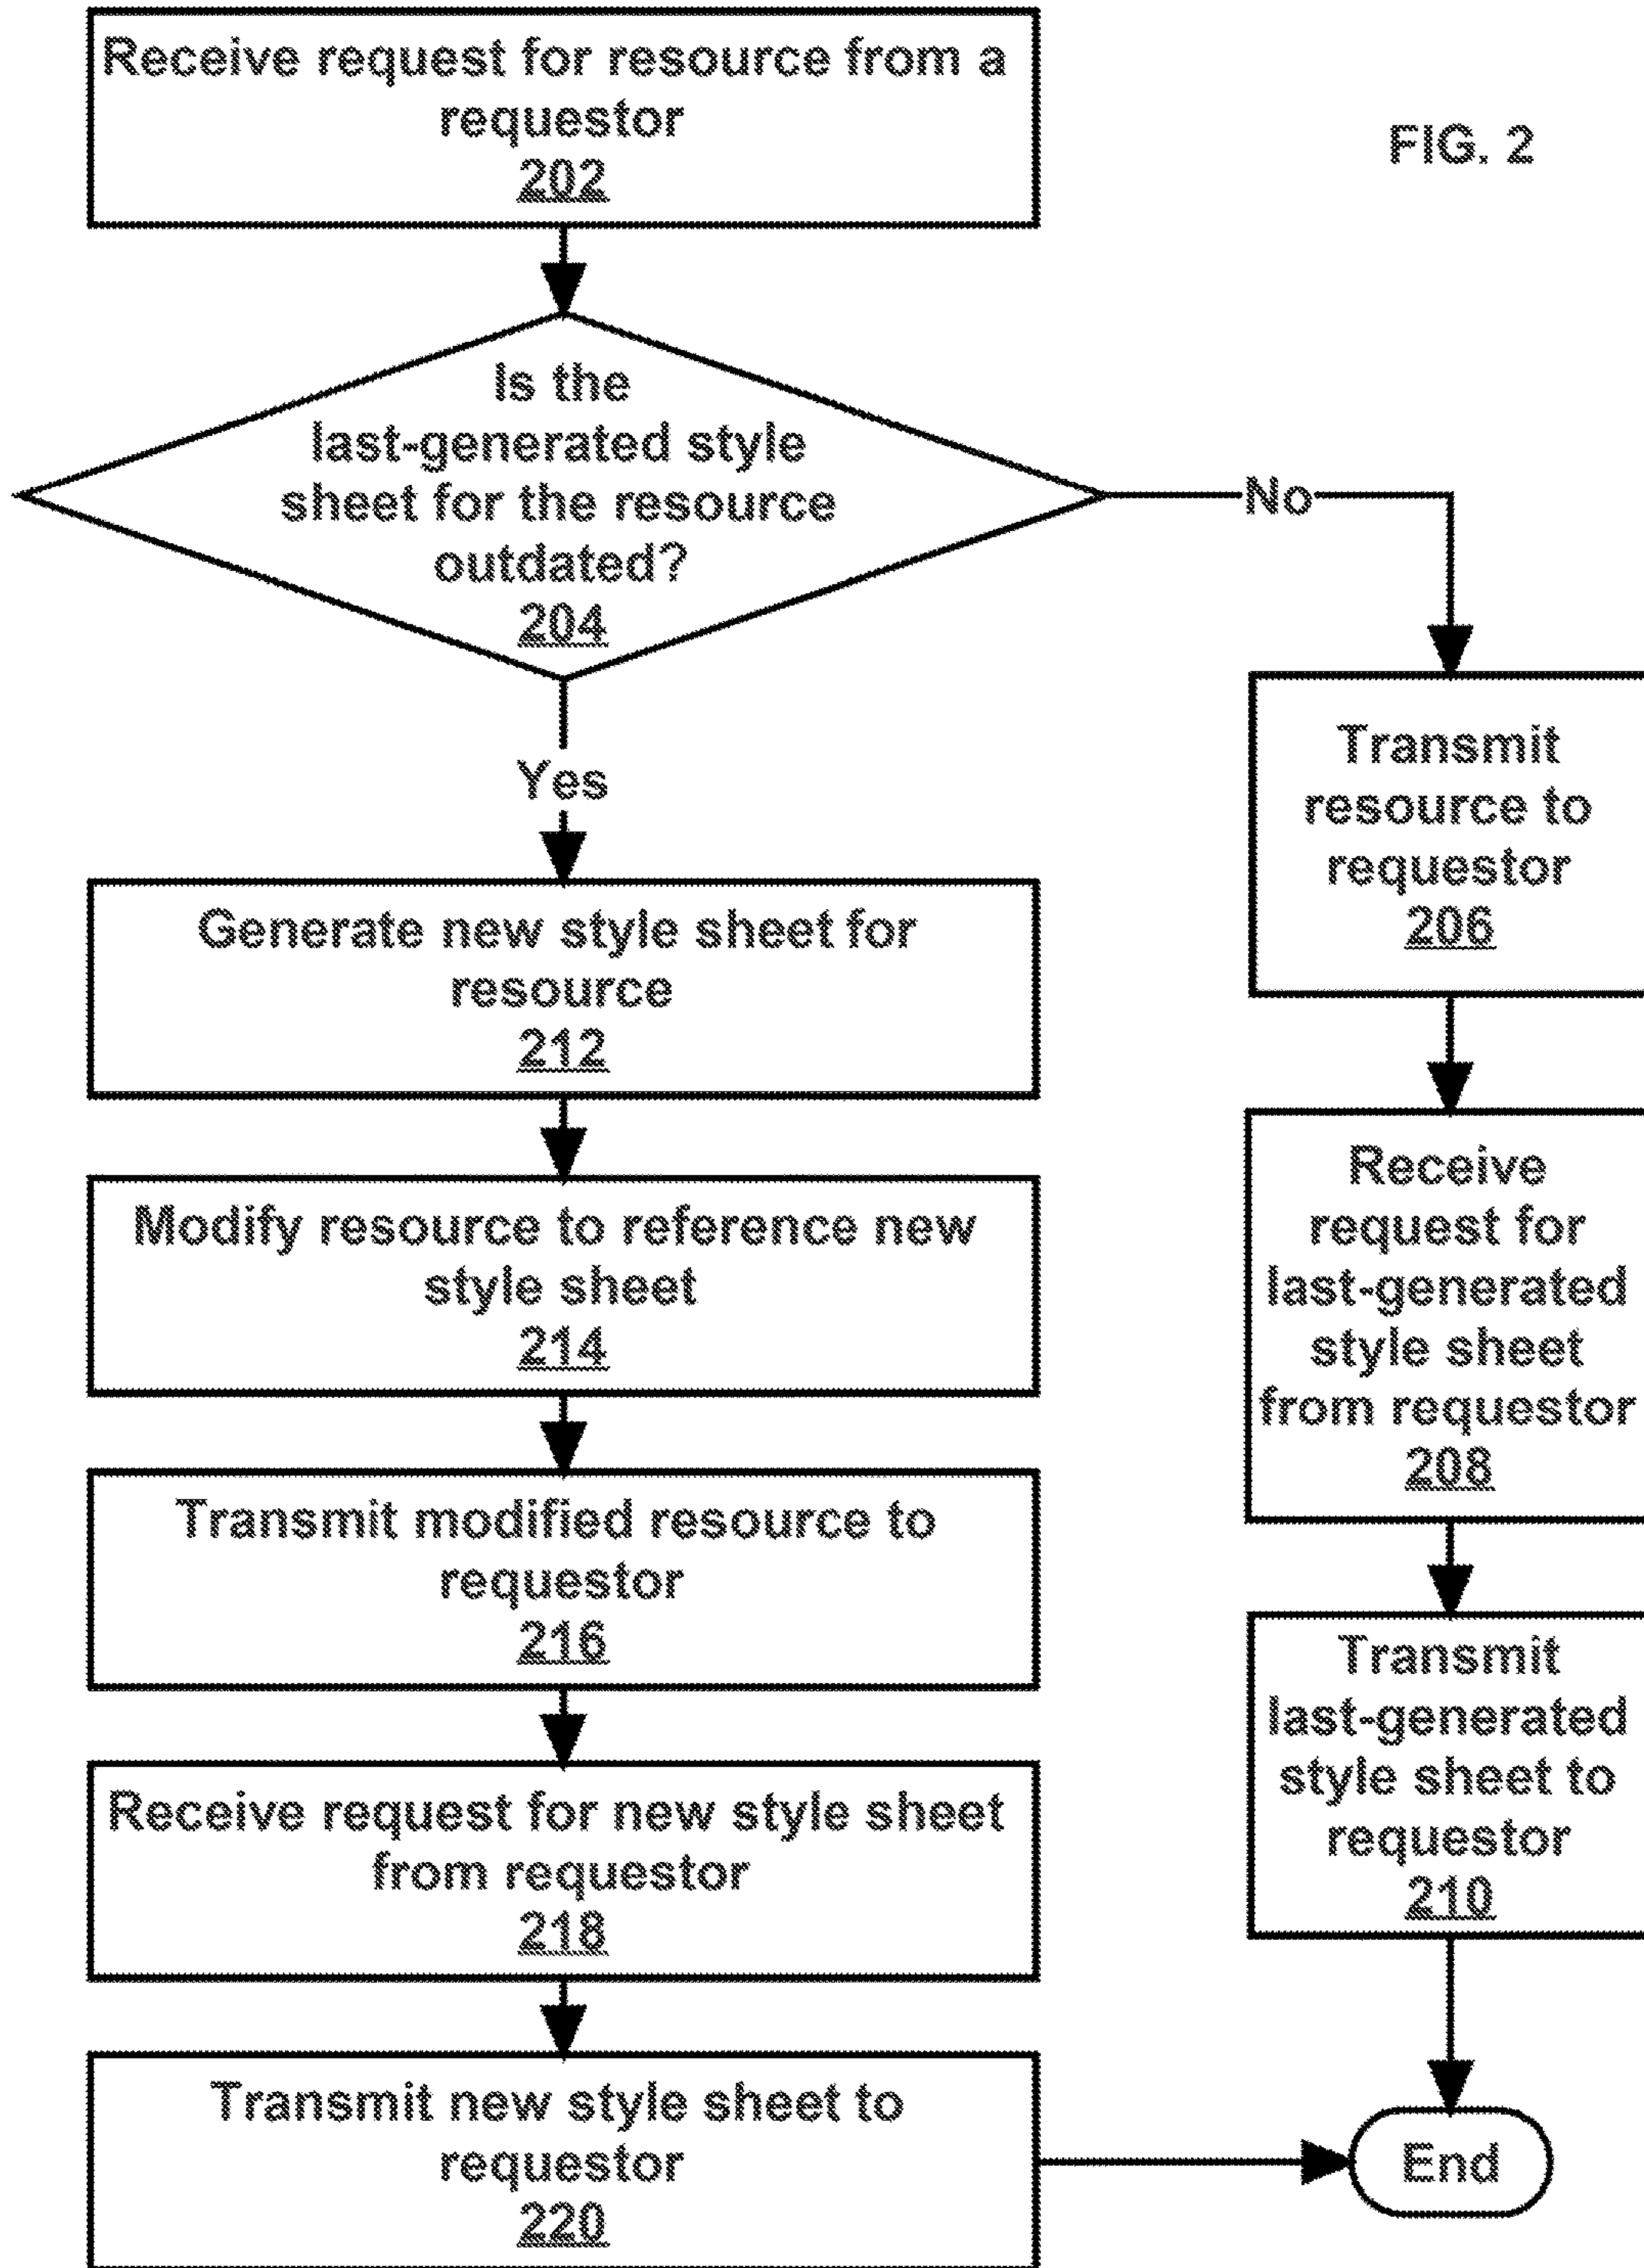 Receive request for resource from a
requestor
202
FIG. 2
Is the
last-generated style
sheet for the resource
outdated?
204
No
Yes
Transmit
resource to
requestor
206
Generate new style sheet for
resource
212
Receive
request for
last-generated
style sheet
from requestor
208
Modify resource to reference new
style sheet
214
Transmit modified resource to
requestor
216
Transmit
last-generated
style sheet to
requestor
210
Receive request for new style sheet
from requestor
218
Transmit new style sheet to
requestor
220
End